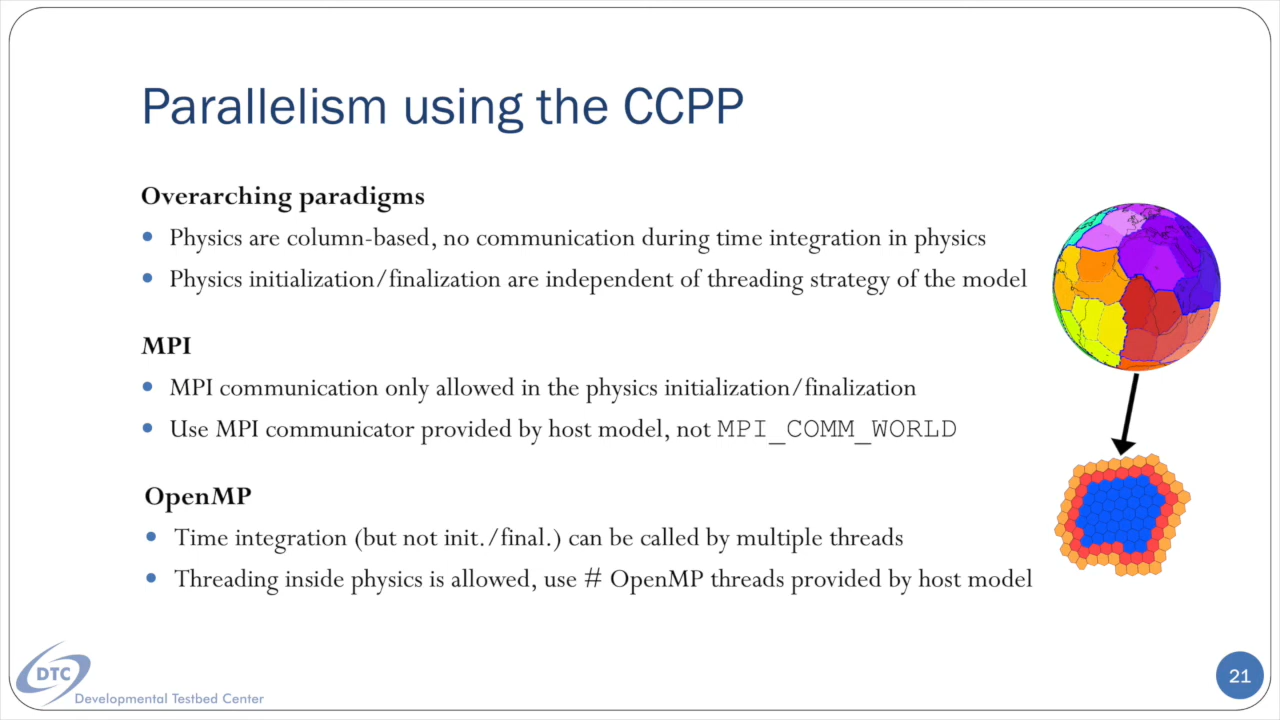 Parallelism using the CCPP
Overarching paradigms
• Physics are column-based, no communication during time integration in physics
• Physics initialization/finalization are independent of threading strategy of the model
MPI
• MPI communication only allowed in the physics initialization/finalization
• Use MPI communicator provided by host model, not MPI_COMM_WORLD
OpenMP
• Time integration (but not init./final.) can be called by multiple threads
• Threading inside physics is allowed, use # OpenMP threads provided by host model
DTC
Developmental Testbed Center
21